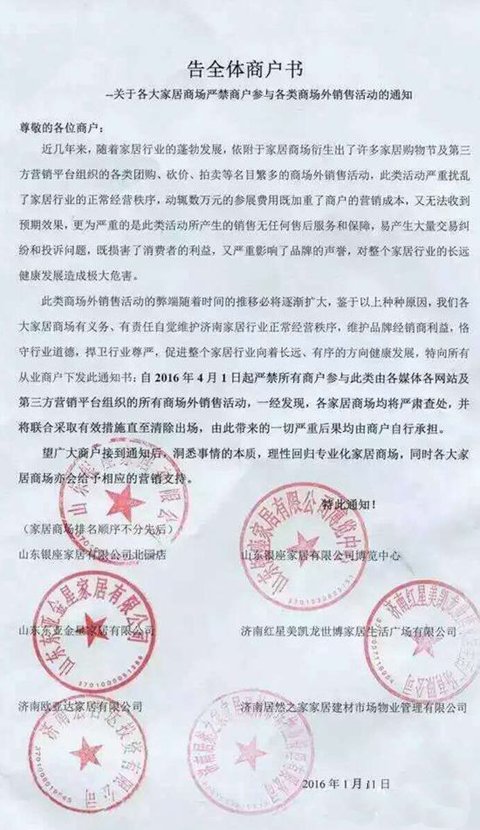 告全体商户书
--关于各大家居商场严禁商户参与各类商场外销售活动的通知
尊敬的各位商户：
近几年来，随着家居行业的蓬勃发展，依附于家居商场衍生出了许多家居购物节及第三
方营销平台组织的各类团购、砍价、拍卖等名目繁多的商场外销售活动，此类活动严重扰乱
了家居行业的正常经营秩序，动辄数万元的参展费用既加重了商户的营销成本，又无法收到
预期效果，更为严重的是此类活动所产生的销售无任何售后服务和保障，易产生大量交易纠
纷和投诉问题，既损害了消费者的利益，又严重影响了品牌的声誉，对整个家居行业的长远
健康发展造成极大危害。
此类商场外销售活动的弊端随着时间的推移必将逐渐扩大，鉴于以上种种原因，我们各
大家居商场有义务、有责任自觉维护济南家居行业正常经营秩序，维护品牌经销商利益，恪
守行业道德，捍卫行业尊严，促进整个家居行业向着长远、有序的方向健康发展，特向所有
从业商户下发此通知书：自 2016 年 4 月 1 日起严禁所有商户参与此类由各媒体各网站及
第三方营销平台组织的所有商场外销售活动，一经发现，各家居商场均将严肃查处，并
将联合采取有效措施直至清除出场，由此带来的一切严重后果均由商户自行承担。
望广大商户接到通知后，洞悉事情的本质，理性回归专业化家居商场，同时各大家
居商场亦会给予相应的营销支持。
特此通知！
（家居商场排名顺序不分先后）
山东银座家居有限公司北园店
山东银座家居有限公司博览中心
山东东亚金星家居有限公司
济南红星美凯龙世博家居生活广场有限公司
济南欧亚达家居有限公司
济南居然之家家居建材市场物业管理有限公司
2016 年 1 月 11 日
山东亚金星家居有限公司